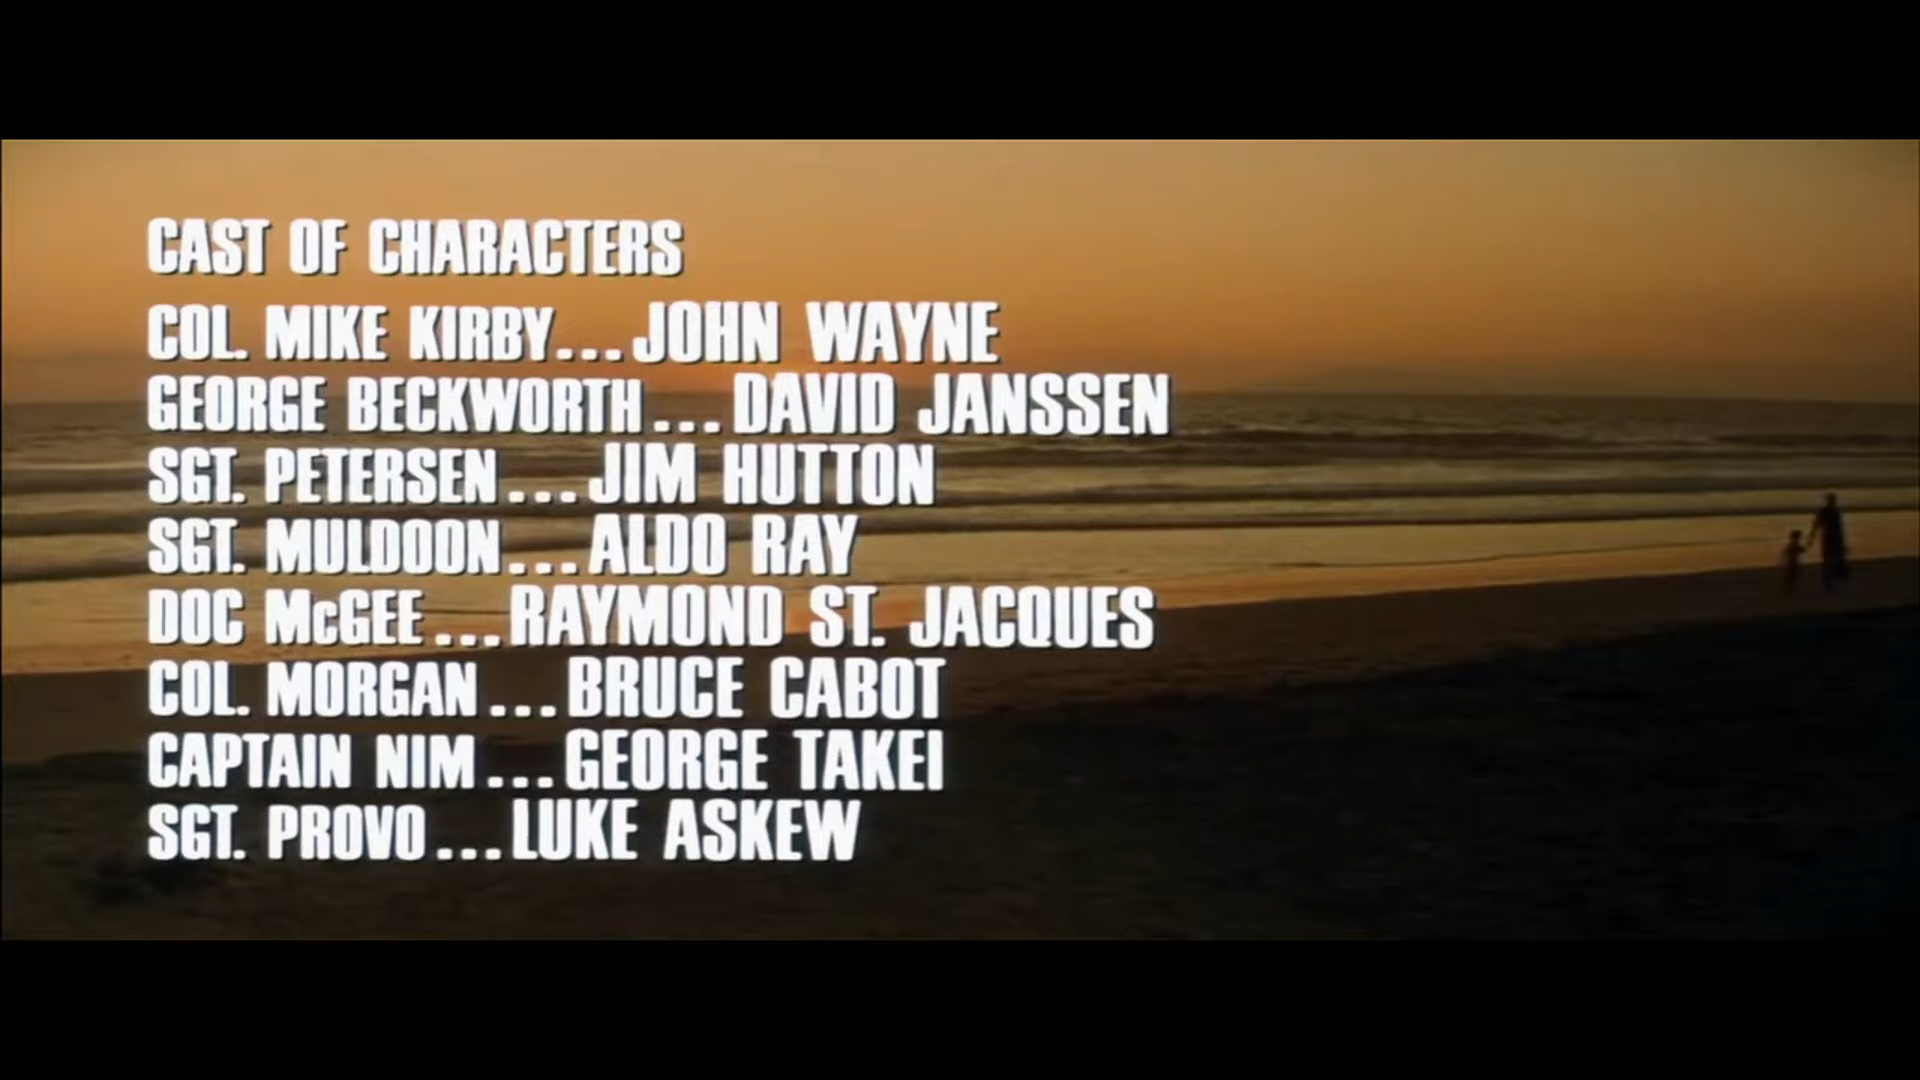 CAST OF CHARACTERS
COL. MIKE KIRBY...JOHN WAYNE
GEORGE BECKWORTH...DAVID JANSSEN
SGT. PETERSEN...JIM HUTTON
SGT. MULDOON...ALDO RAY
DOC McGEE...RAYMOND ST. JACQUES
COL. MORGAN...BRUCE CABOT
CAPTAIN NIM...GEORGE TAKEI
SGT. PROVO...LUKE ASKEW